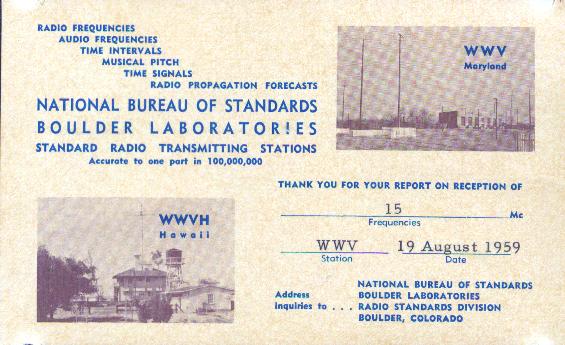 RADIO FREQUENCIES
AUDIO FREQUENCIES
TIME INTERVALS
MUSICAL PITCH
TIME SIGNALS
RADIO PROPAGATION FORECASTS
NATIONAL BUREAU OF STANDARDS
BOULDER LABORATORIES
STANDARD RADIO TRANSMITTING STATIONS
Accurate to one part in 100,000,000
WWV
Maryland
WWVH
Hawaii
THANK YOU FOR YOUR REPORT ON RECEPTION OF
15 Mc
Frequencies
WWV 19 August 1959
Station Date
Address inquiries to . . .
NATIONAL BUREAU OF STANDARDS
BOULDER LABORATORIES
RADIO STANDARDS DIVISION
BOULDER, COLORADO